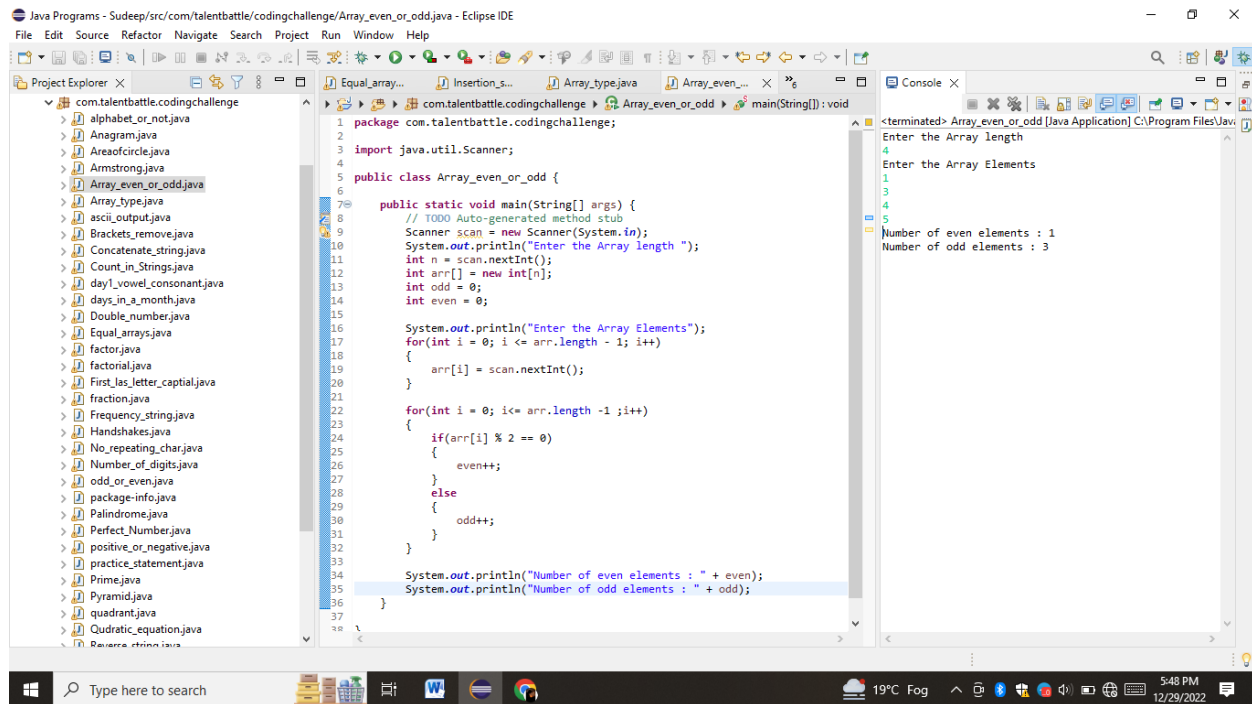 Java Programs - Sudeep/src/com/talentbattle/codingchallenge/Array_even_or_odd.java - Eclipse IDE
File Edit Source Refactor Navigate Search Project Run Window Help
Project Explorer
com.talentbattle.codingchallenge
alphabet_or_not.java
Anagram.java
Areaofcircle.java
Armstrong.java
Array_even_or_odd.java
Array_type.java
ascii_output.java
Brackets_remove.java
Concatenate_string.java
Count_in_Strings.java
day1_vowel_consonant.java
days_in_a_month.java
Double_number.java
Equal_arrays.java
factor.java
factorial.java
First_las_letter_captial.java
fraction.java
Frequency_string.java
Handshakes.java
No_repeating_char.java
Number_of_digits.java
odd_or_even.java
package-info.java
Palindrome.java
Perfect_Number.java
positive_or_negative.java
practice_statement.java
Prime.java
Pyramid.java
quadrant.java
Qudratic_equation.java
Reverse_string.java
Equal_array... Insertion_s... Array_type.java Array_even_... »6
com.talentbattle.codingchallenge Array_even_or_odd main(String[]) : void
1 package com.talentbattle.codingchallenge;
2
3 import java.util.Scanner;
4
5 public class Array_even_or_odd {
6
7 public static void main(String[] args) {
8 // TODO Auto-generated method stub
9 Scanner scan = new Scanner(System.in);
10 System.out.println("Enter the Array length ");
11 int n = scan.nextInt();
12 int arr[] = new int[n];
13 int odd = 0;
14 int even = 0;
15
16 System.out.println("Enter the Array Elements");
17 for(int i = 0; i <= arr.length - 1; i++)
18 {
19 arr[i] = scan.nextInt();
20 }
21
22 for(int i = 0; i<= arr.length -1 ;i++)
23 {
24 if(arr[i] % 2 == 0)
25 {
26 even++;
27 }
28 else
29 {
30 odd++;
31 }
32 }
33
34 System.out.println("Number of even elements : " + even);
35 System.out.println("Number of odd elements : " + odd);
36 }
37
38 }
Console
<terminated> Array_even_or_odd [Java Application] C:\Program Files\Java
Enter the Array length
4
Enter the Array Elements
1
3
4
5
Number of even elements : 1
Number of odd elements : 3
Type here to search
19°C Fog
5:48 PM
12/29/2022